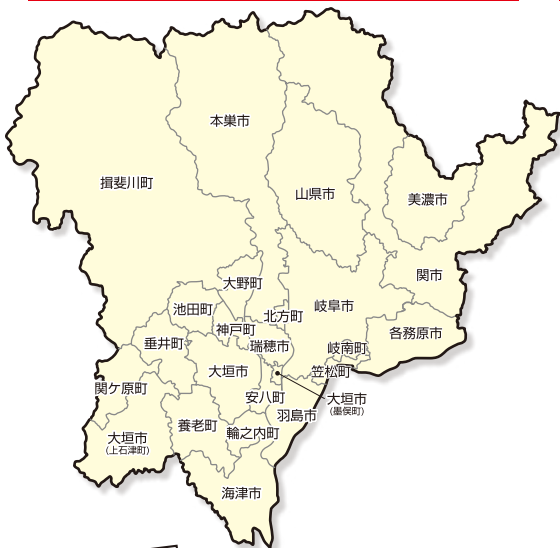 本巣市
揖斐川町
山県市
美濃市
関市
大野町
池田町
北方町
岐阜市
神戸町
各務原市
垂井町
瑞穂市
岐南町
大垣市
笠松町
関ケ原町
安八町
大垣市
(墨俣町)
羽島市
養老町
輪之内町
大垣市
(上石津町)
海津市